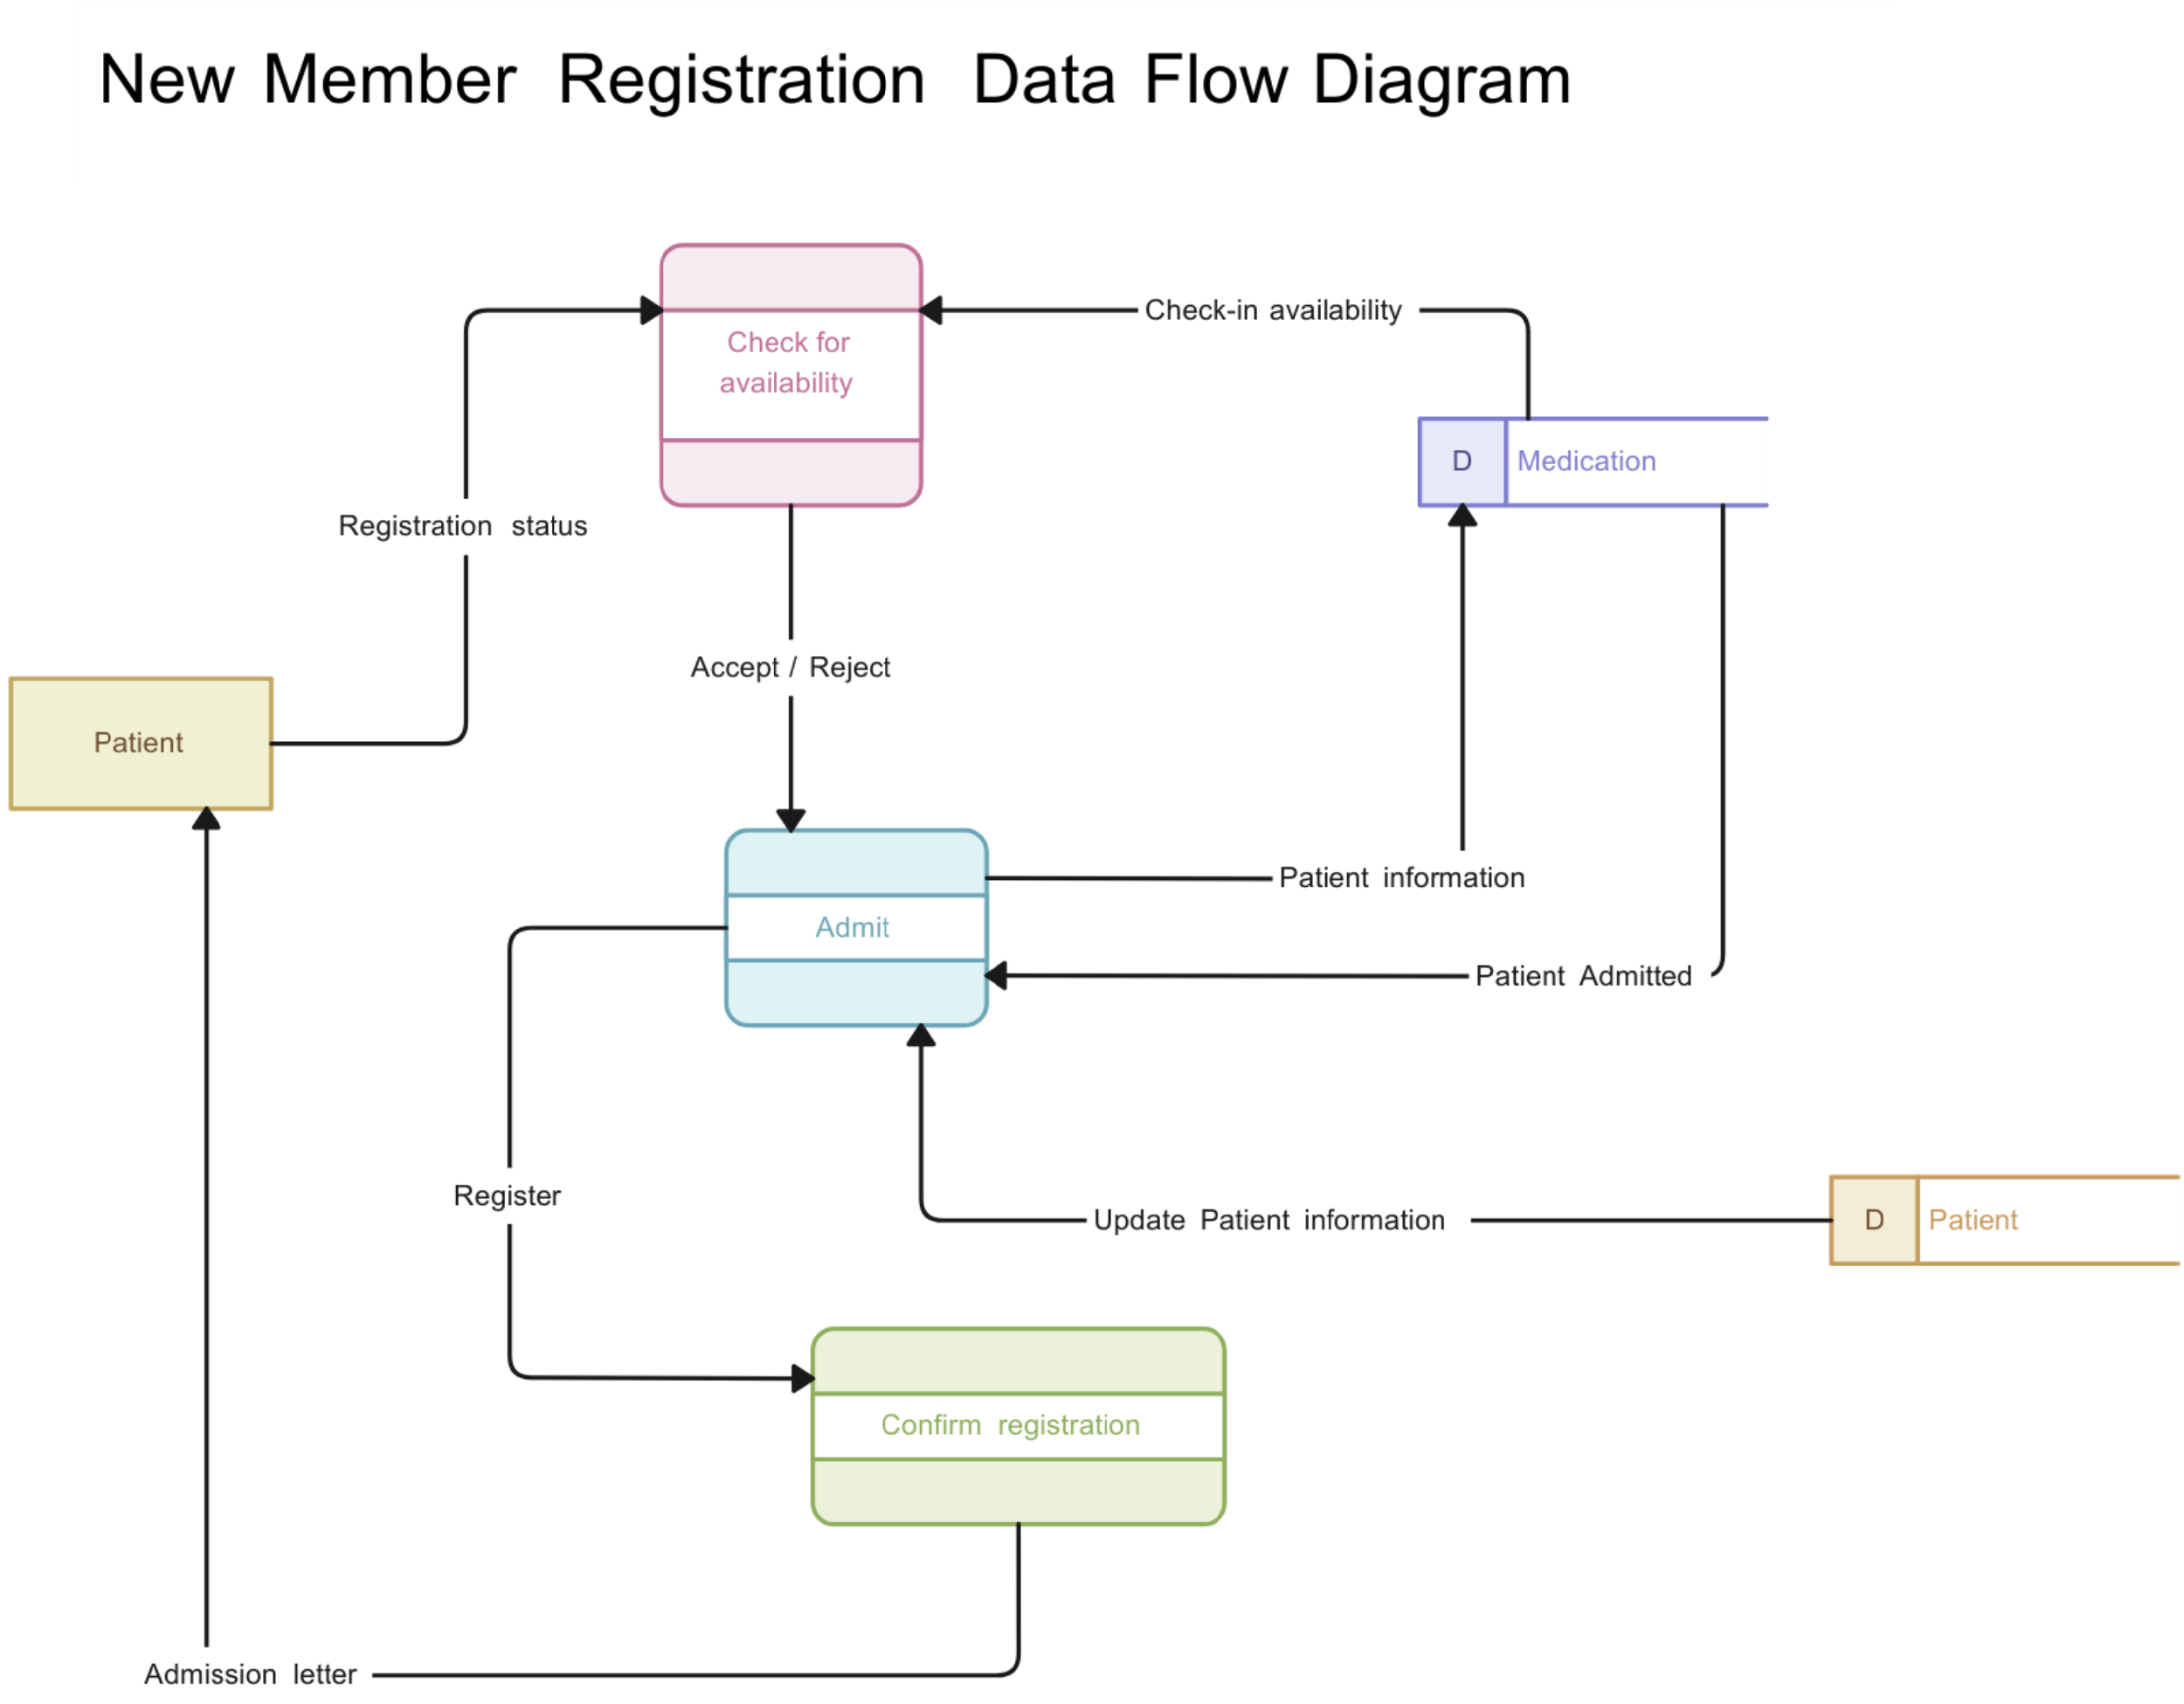 New Member Registration Data Flow Diagram
Check for
availability
Check-in availability
D
Medication
Registration status
Accept / Reject
Patient
Patient information
Admit
Patient Admitted
Register
Update Patient information
D
Patient
Confirm registration
Admission letter